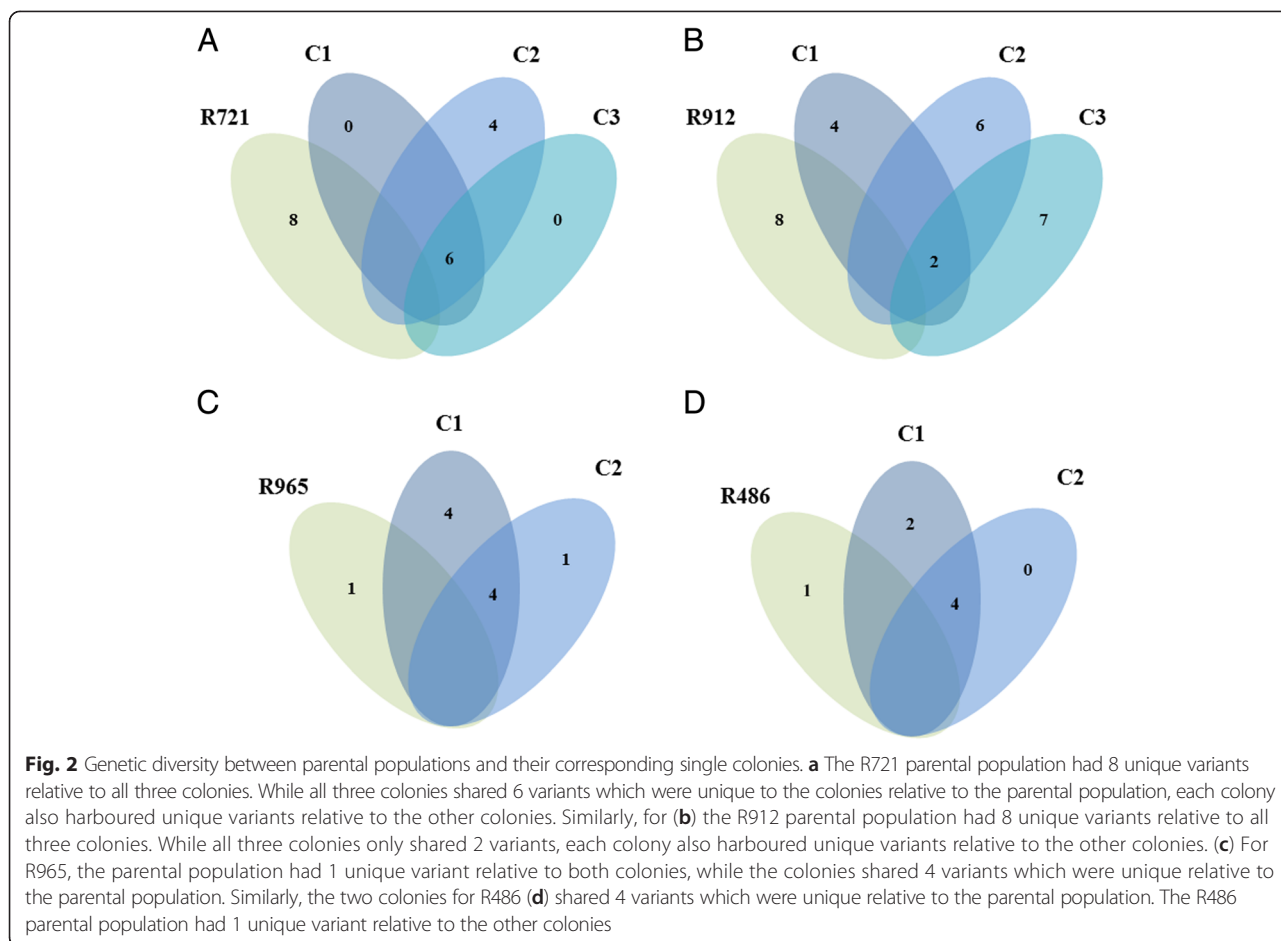 A
C1
C2
R721
C3
0
4
8
0
6
B
C1
C2
R912
C3
4
6
8
7
2
C
C1
R965
C2
4
1
1
4
D
C1
R486
C2
2
0
1
4
Fig. 2 Genetic diversity between parental populations and their corresponding single colonies. a The R721 parental population had 8 unique variants
relative to all three colonies. While all three colonies shared 6 variants which were unique to the colonies relative to the parental population, each colony
also harboured unique variants relative to the other colonies. Similarly, for (b) the R912 parental population had 8 unique variants relative to all
three colonies. While all three colonies only shared 2 variants, each colony also harboured unique variants relative to the other colonies. (c) For
R965, the parental population had 1 unique variant relative to both colonies, while the colonies shared 4 variants which were unique relative to
the parental population. Similarly, the two colonies for R486 (d) shared 4 variants which were unique relative to the parental population. The R486
parental population had 1 unique variant relative to the other colonies